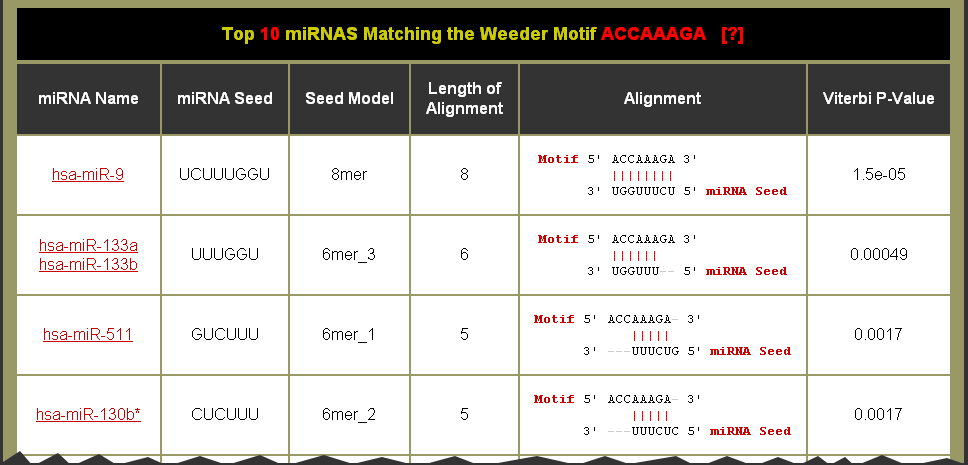 Top 10 miRNAS Matching the Weeder Motif ACCAAAGA [?]
miRNA Name miRNA Seed Seed Model Length of Alignment Alignment Viterbi P-Value
hsa-miR-9 UCUUUGGU 8mer 8
Motif 5' ACCAAAGA 3'
||||||||
3' UGGUUUCU 5' miRNA Seed
1.5e-05
hsa-miR-133a
hsa-miR-133b
UUUGGU 6mer_3 6
Motif 5' ACCAAAGA 3'
||||||
3' UGGUUU-- 5' miRNA Seed
0.00049
hsa-miR-511 GUCUUU 6mer_1 5
Motif 5' ACCAAAGA- 3'
|||||
3' ---UUUCUG 5' miRNA Seed
0.0017
hsa-miR-130b* CUCUUU 6mer_2 5
Motif 5' ACCAAAGA- 3'
|||||
3' ---UUUCUC 5' miRNA Seed
0.0017